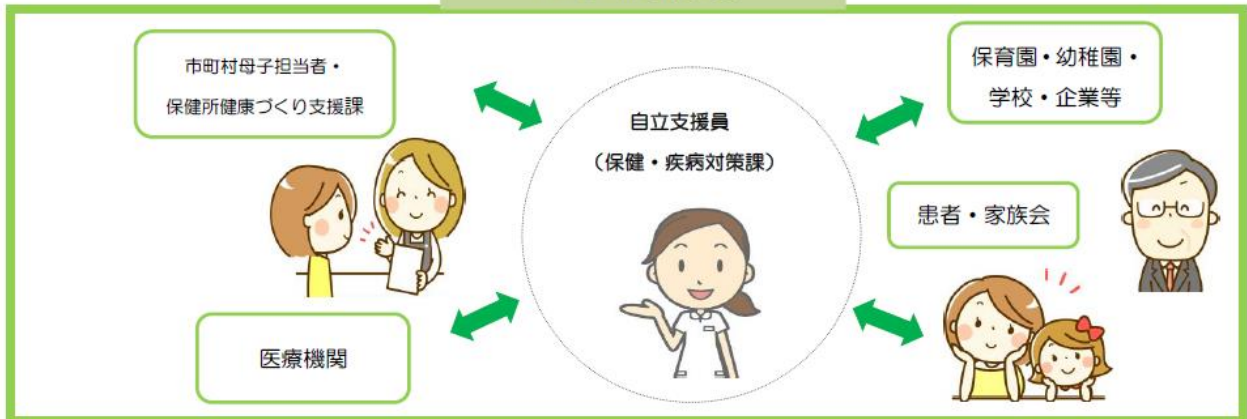 市町村母子担当者・
保健所健康づくり支援課
保育園・幼稚園・
学校・企業等
自立支援員
（保健・疾病対策課）
患者・家族会
医療機関